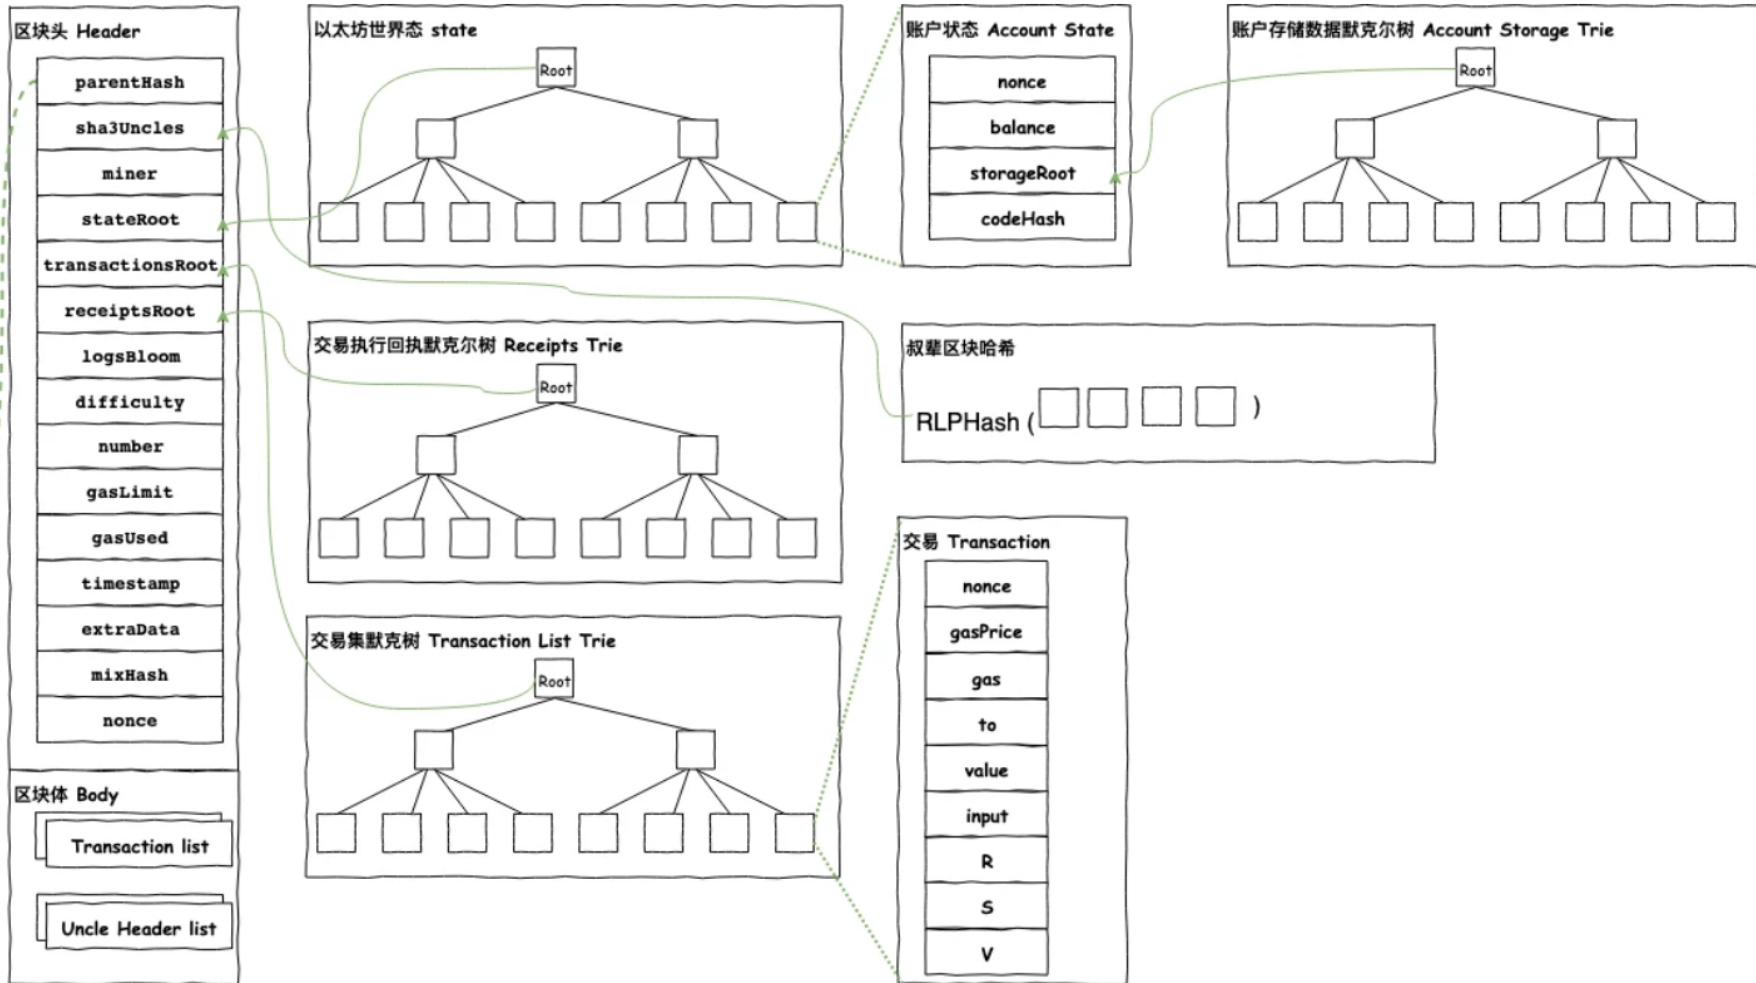 区块头 Header
parentHash
sha3Uncles
miner
stateRoot
transactionsRoot
receiptsRoot
logsBloom
difficulty
number
gasLimit
gasUsed
timestamp
extraData
mixHash
nonce
区块体 Body
Transaction list
Uncle Header list
以太坊世界态 state
Root
交易执行回执默克尔树 Receipts Trie
Root
交易集默克树 Transaction List Trie
Root
账户状态 Account State
nonce
balance
storageRoot
codeHash
账户存储数据默克尔树 Account Storage Trie
Root
叔辈区块哈希
RLPHash ( )
交易 Transaction
nonce
gasPrice
gas
to
value
input
R
S
V